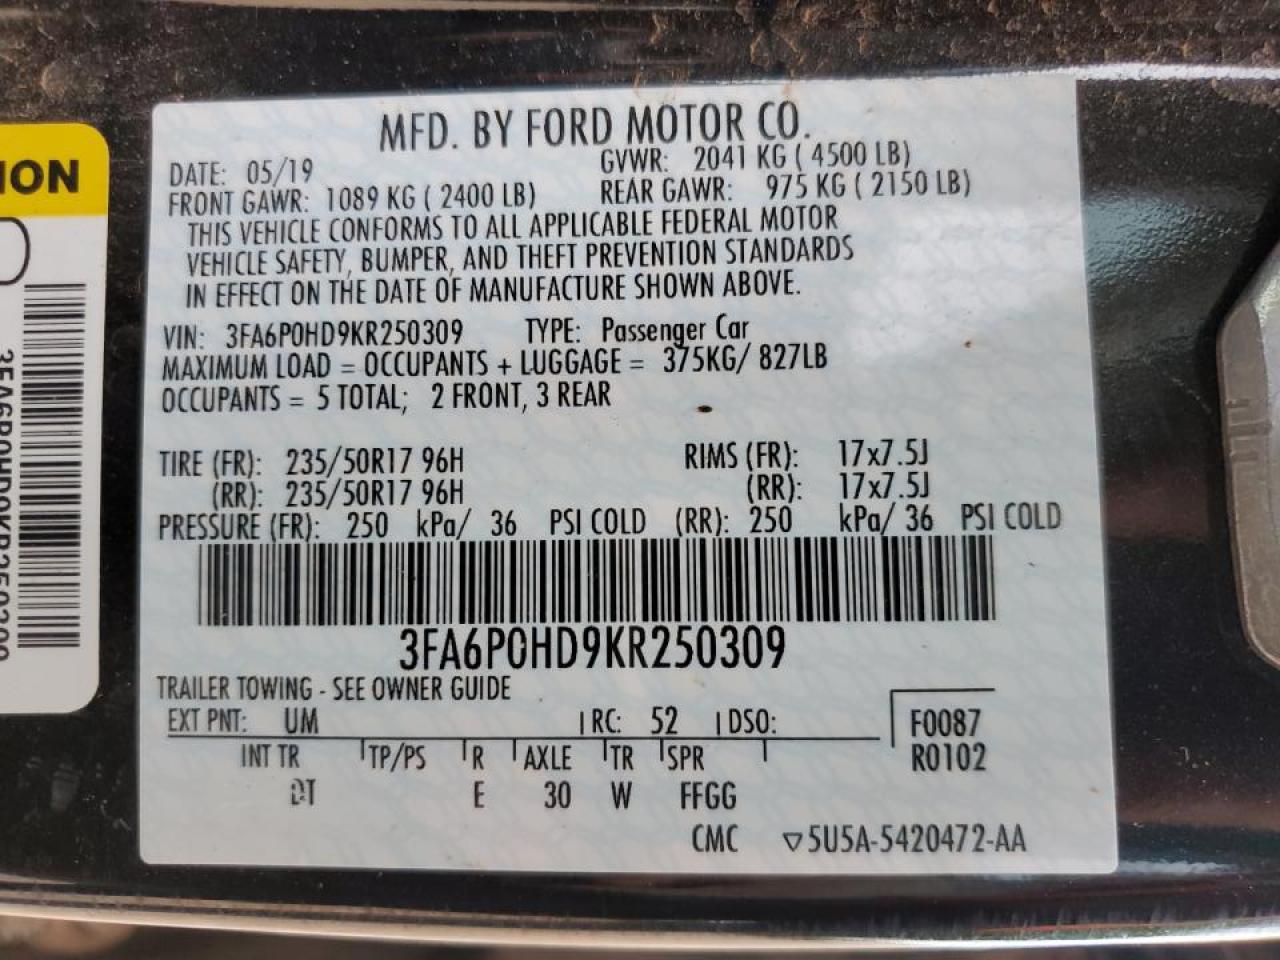 MFD. BY FORD MOTOR CO.
DATE: 05/19 GVWR: 2041 KG ( 4500 LB)
FRONT GAWR: 1089 KG ( 2400 LB) REAR GAWR: 975 KG ( 2150 LB)
THIS VEHICLE CONFORMS TO ALL APPLICABLE FEDERAL MOTOR
VEHICLE SAFETY, BUMPER, AND THEFT PREVENTION STANDARDS
IN EFFECT ON THE DATE OF MANUFACTURE SHOWN ABOVE.
VIN: 3FA6P0HD9KR250309 TYPE: Passenger Car
MAXIMUM LOAD = OCCUPANTS + LUGGAGE = 375KG/ 827LB
OCCUPANTS = 5 TOTAL; 2 FRONT, 3 REAR
TIRE (FR): 235/50R17 96H RIMS (FR): 17x7.5J
(RR): 235/50R17 96H (RR): 17x7.5J
PRESSURE (FR): 250 kPa/ 36 PSI COLD (RR): 250 kPa/ 36 PSI COLD
3FA6P0HD9KR250309
TRAILER TOWING - SEE OWNER GUIDE
EXT PNT: UM RC: 52 DSO: F0087
INT TR TP/PS R AXLE TR SPR R0102
DT E 30 W FFGG
CMC ▽5U5A-5420472-AA
ION
3FA6P0HD9KR250309